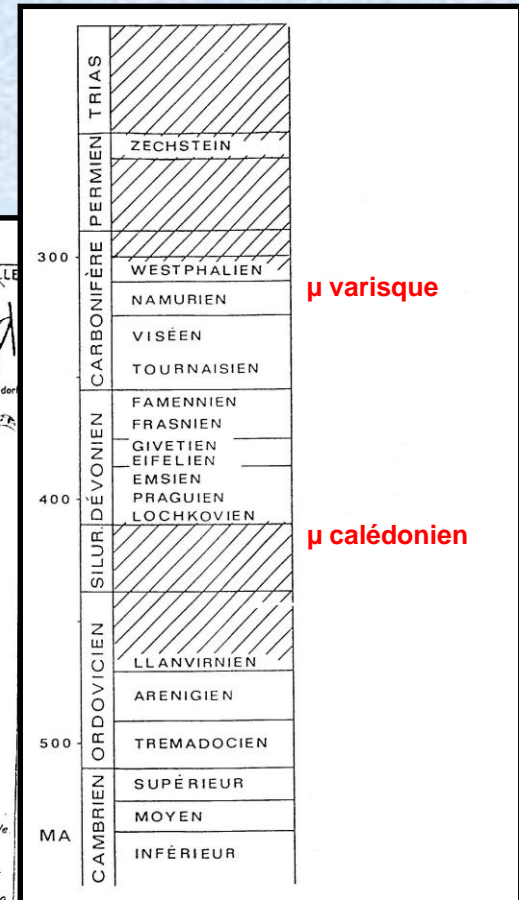 TRIAS
ZECHSTEIN
PERMIEN
300
WESTPHALIEN
µ varisque
NAMURIEN
CARBONIFÈRE
VISÉEN
TOURNAISIEN
FAMENNIEN
FRASNIEN
GIVETIEN
EIFELIEN
DÉVONIEN
EMSIEN
400
PRAGUIEN
LOCHKOVIEN
µ calédonien
SILUR.
LLANVIRNIEN
ORDOVICIEN
ARENIGIEN
500
TREMADOCIEN
SUPÉRIEUR
CAMBRIEN
MOYEN
MA
INFÉRIEUR